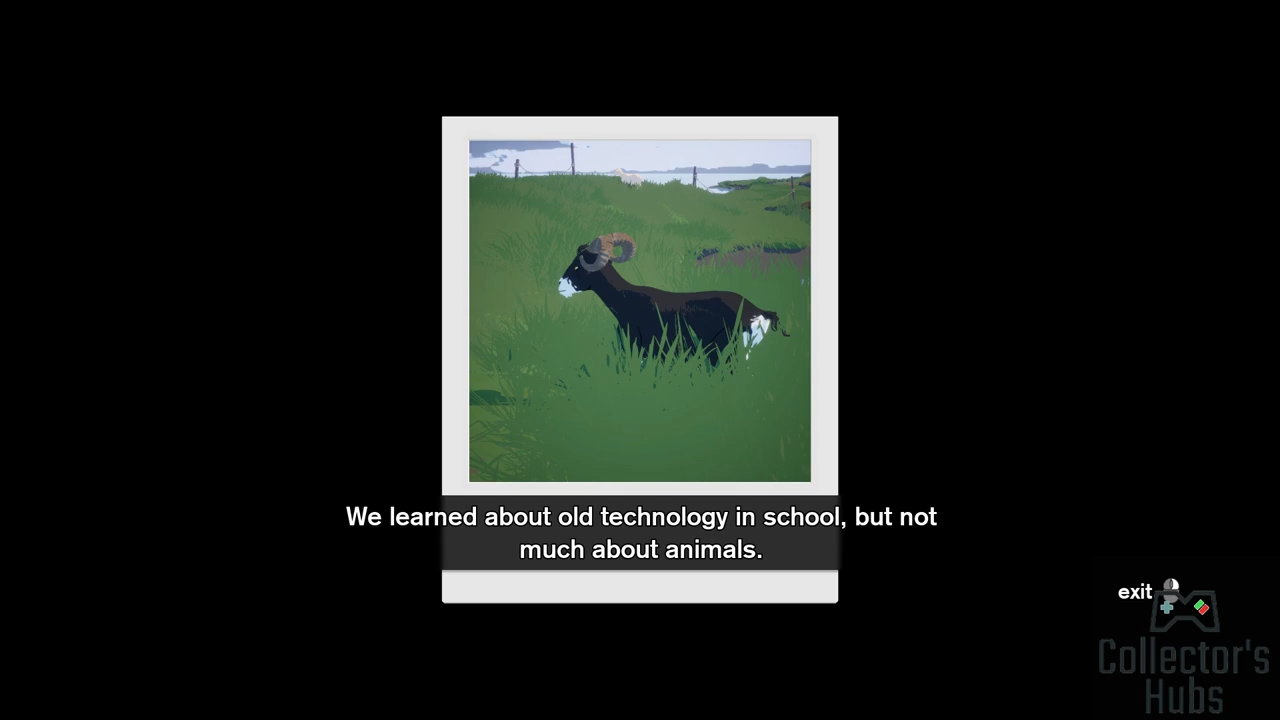 We learned about old technology in school, but not
much about animals.
exit
Collector's
Hubs